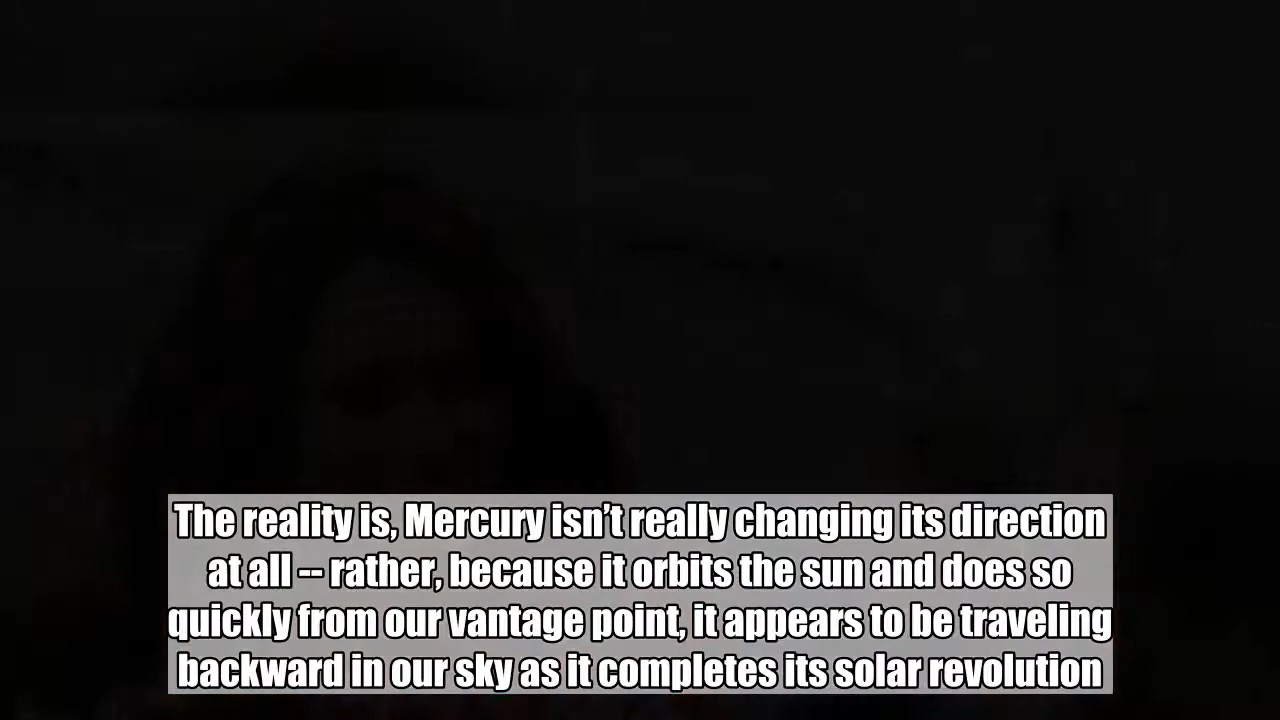 The reality is, Mercury isn’t really changing its direction
at all -- rather, because it orbits the sun and does so
quickly from our vantage point, it appears to be traveling
backward in our sky as it completes its solar revolution